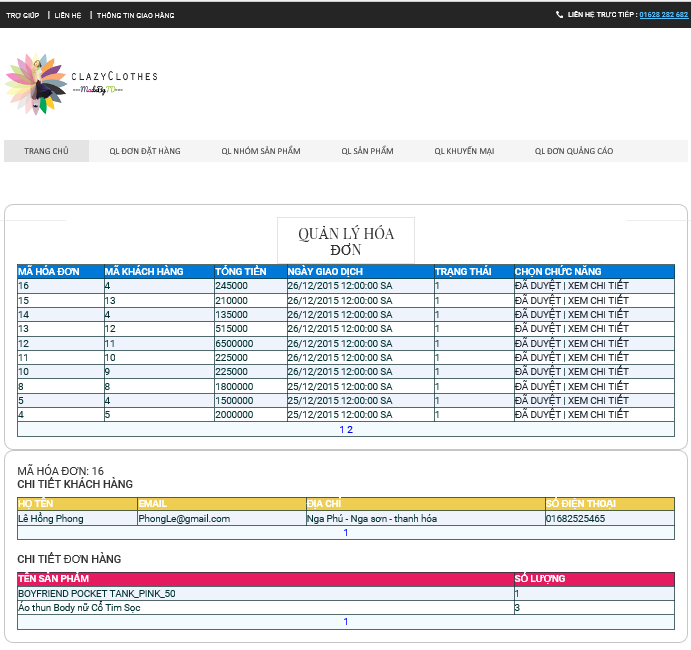 TRỢ GIÚP | LIÊN HỆ | THÔNG TIN GIAO HÀNG
LIÊN HỆ TRỰC TIẾP : 01628 282 682
CLAZYCLOTHES
TRANG CHỦ QL ĐƠN ĐẶT HÀNG QL NHÓM SẢN PHẨM QL SẢN PHẨM QL KHUYẾN MẠI QL ĐƠN QUẢNG CÁO
QUẢN LÝ HÓA
ĐƠN
MÃ HÓA ĐƠN MÃ KHÁCH HÀNG TỔNG TIỀN NGÀY GIAO DỊCH TRẠNG THÁI CHỌN CHỨC NĂNG
16 4 245000 26/12/2015 12:00:00 SA 1 ĐÃ DUYỆT | XEM CHI TIẾT
15 13 210000 26/12/2015 12:00:00 SA 1 ĐÃ DUYỆT | XEM CHI TIẾT
14 4 135000 26/12/2015 12:00:00 SA 1 ĐÃ DUYỆT | XEM CHI TIẾT
13 12 515000 26/12/2015 12:00:00 SA 1 ĐÃ DUYỆT | XEM CHI TIẾT
12 11 6500000 26/12/2015 12:00:00 SA 1 ĐÃ DUYỆT | XEM CHI TIẾT
11 10 225000 26/12/2015 12:00:00 SA 1 ĐÃ DUYỆT | XEM CHI TIẾT
10 9 225000 26/12/2015 12:00:00 SA 1 ĐÃ DUYỆT | XEM CHI TIẾT
8 8 1800000 25/12/2015 12:00:00 SA 1 ĐÃ DUYỆT | XEM CHI TIẾT
5 4 1500000 25/12/2015 12:00:00 SA 1 ĐÃ DUYỆT | XEM CHI TIẾT
4 5 2000000 25/12/2015 12:00:00 SA 1 ĐÃ DUYỆT | XEM CHI TIẾT
1 2
MÃ HÓA ĐƠN: 16
CHI TIẾT KHÁCH HÀNG
HỌ TÊN EMAIL ĐỊA CHỈ SỐ ĐIỆN THOẠI
Lê Hồng Phong PhongLe@gmail.com Nga Phú - Nga sơn - thanh hóa 01682525465
1
CHI TIẾT ĐƠN HÀNG
TÊN SẢN PHẨM SỐ LƯỢNG
BOYFRIEND POCKET TANK_PINK_50 1
Áo thun Body nữ Cổ Tim Sọc 3
1